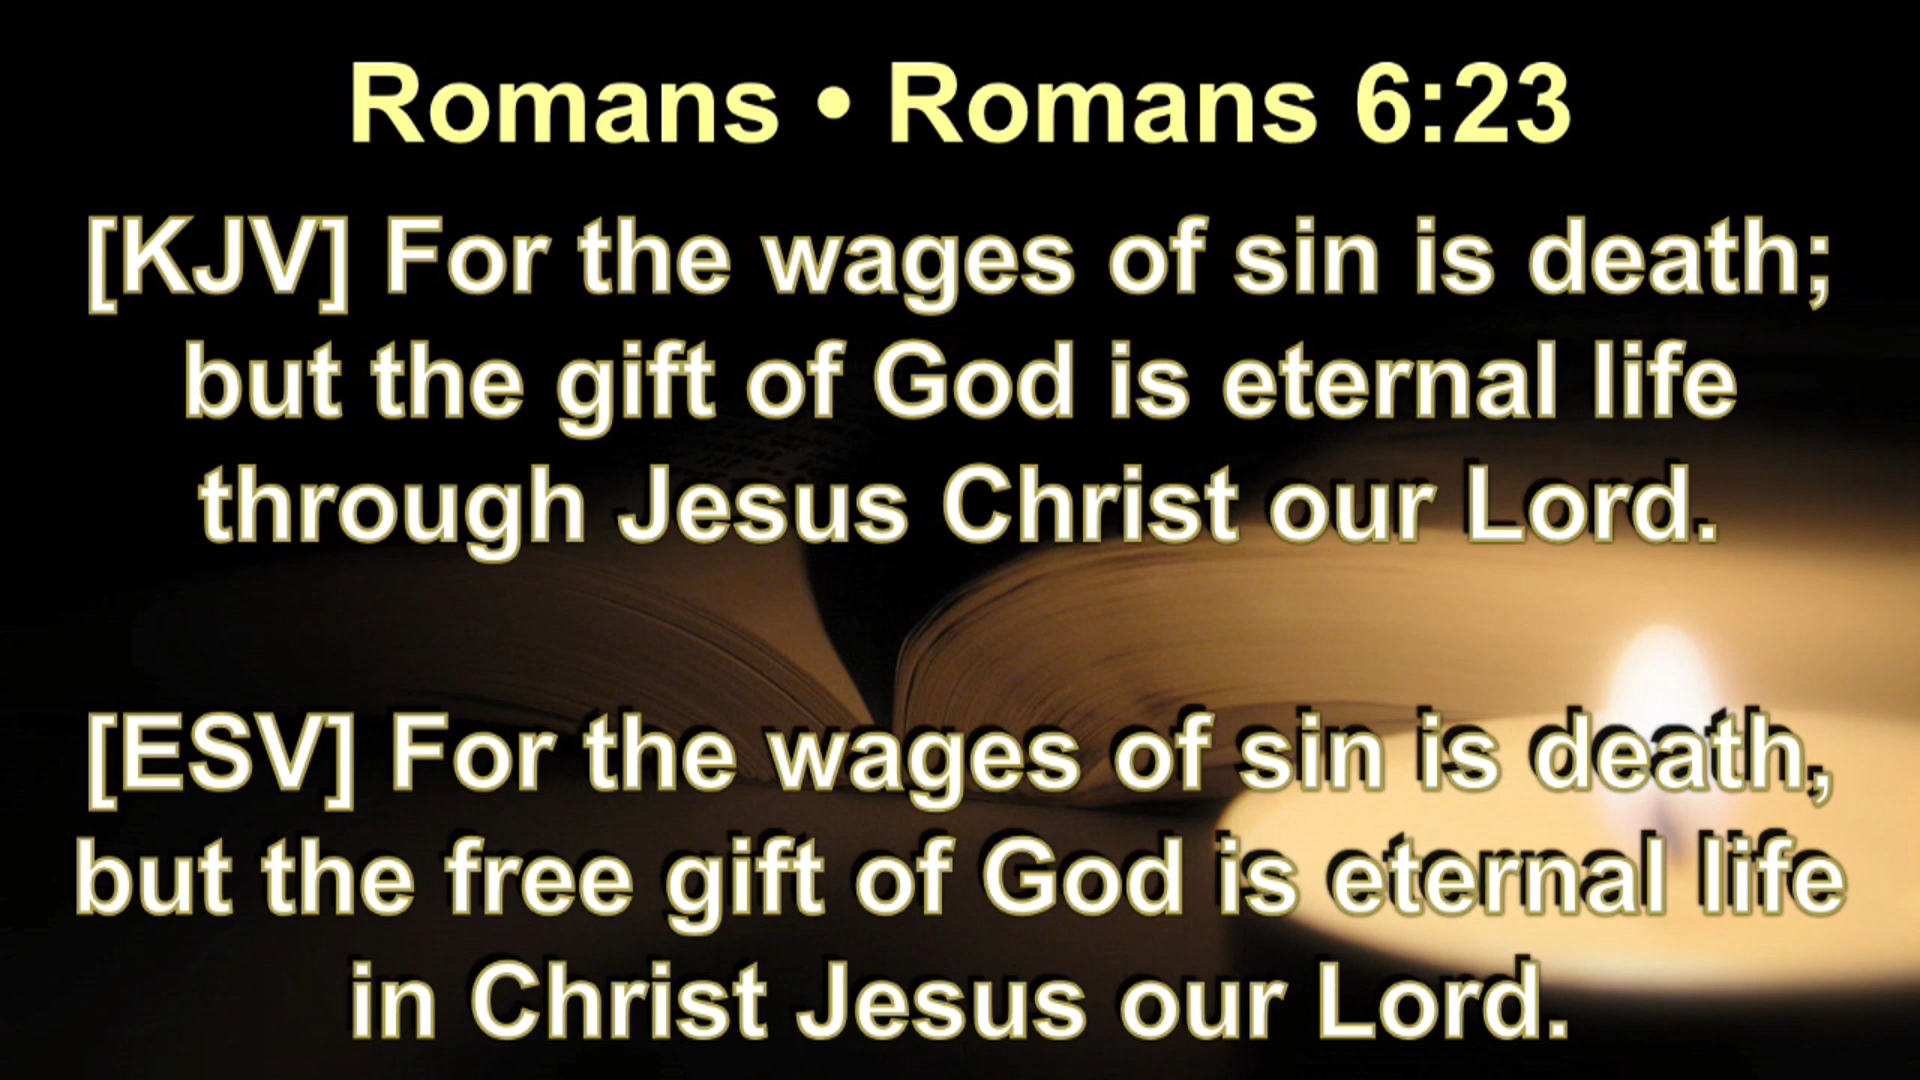 Romans • Romans 6:23
[KJV] For the wages of sin is death;
but the gift of God is eternal life
through Jesus Christ our Lord.
[ESV] For the wages of sin is death,
but the free gift of God is eternal life
in Christ Jesus our Lord.